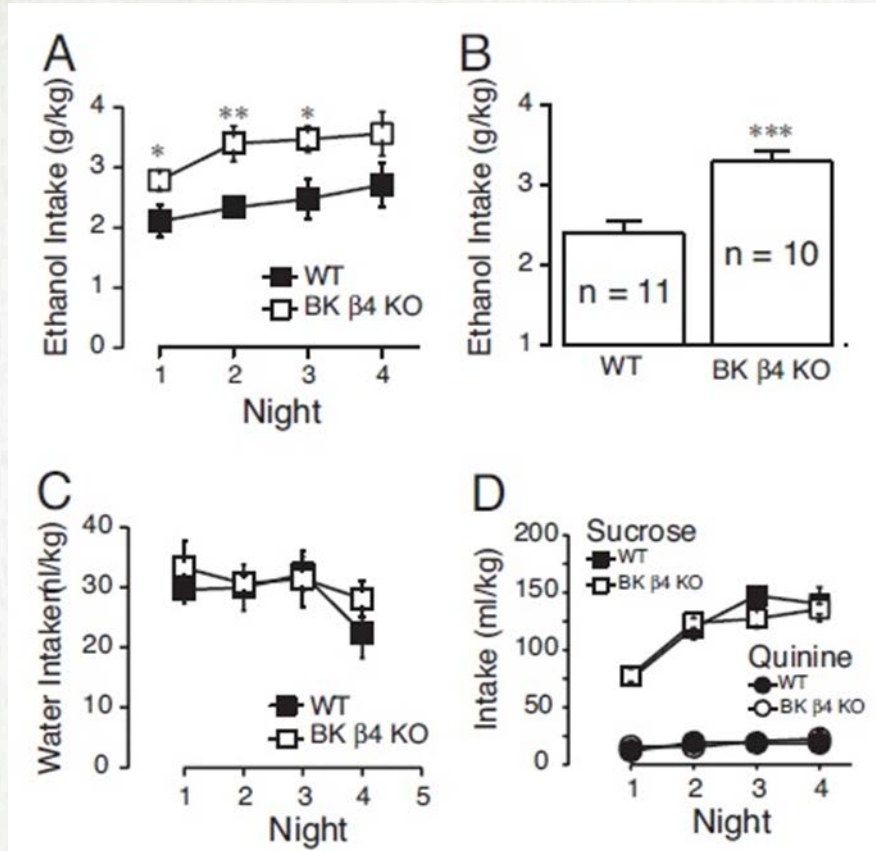 A
Ethanol Intake (g/kg)
4
3
2
1
0
*
**
*
WT
BK β4 KO
1 2 3 4
Night
B
Ethanol Intake (g/kg)
4
3
2
1
***
n = 11
n = 10
WT BK β4 KO
C
Water Intake(ml/kg)
40
30
20
10
0
WT
BK β4 KO
1 2 3 4 5
Night
D
Intake (ml/kg)
200
150
100
50
0
Sucrose
WT
BK β4 KO
Quinine
WT
BK β4 KO
1 2 3 4
Night